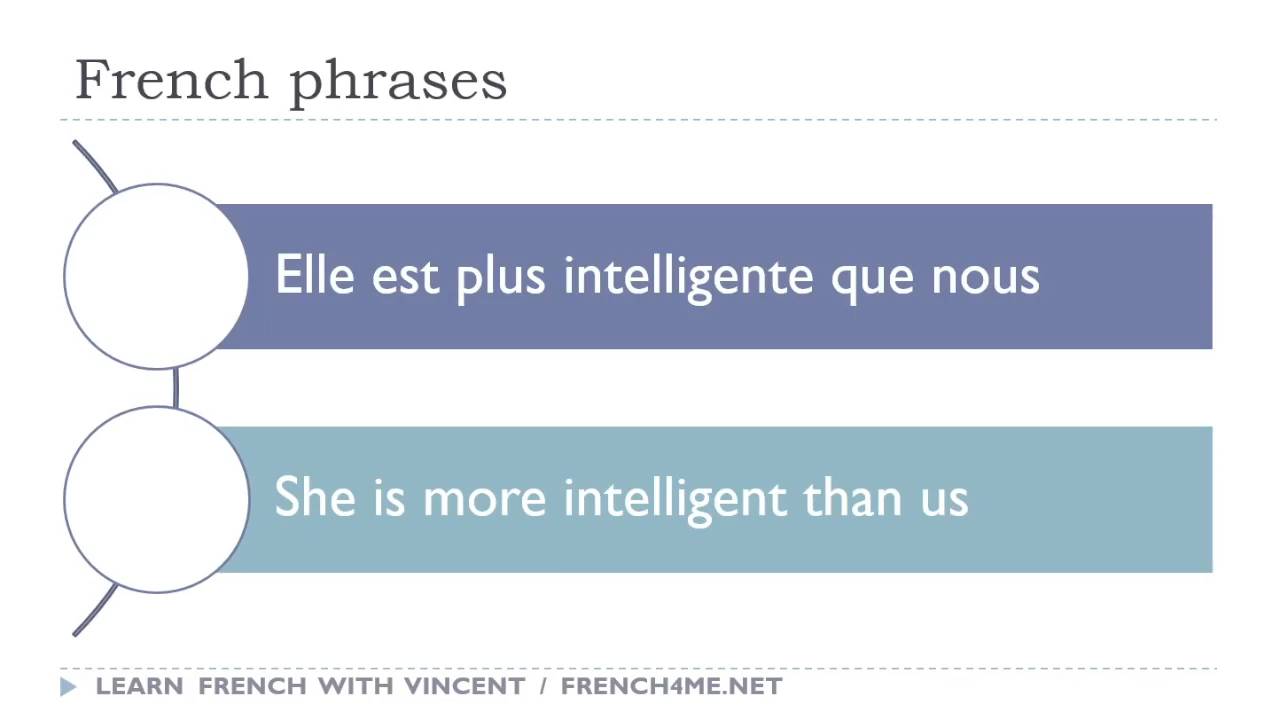 French phrases
Elle est plus intelligente que nous
She is more intelligent than us
LEARN FRENCH WITH VINCENT / FRENCH4ME.NET